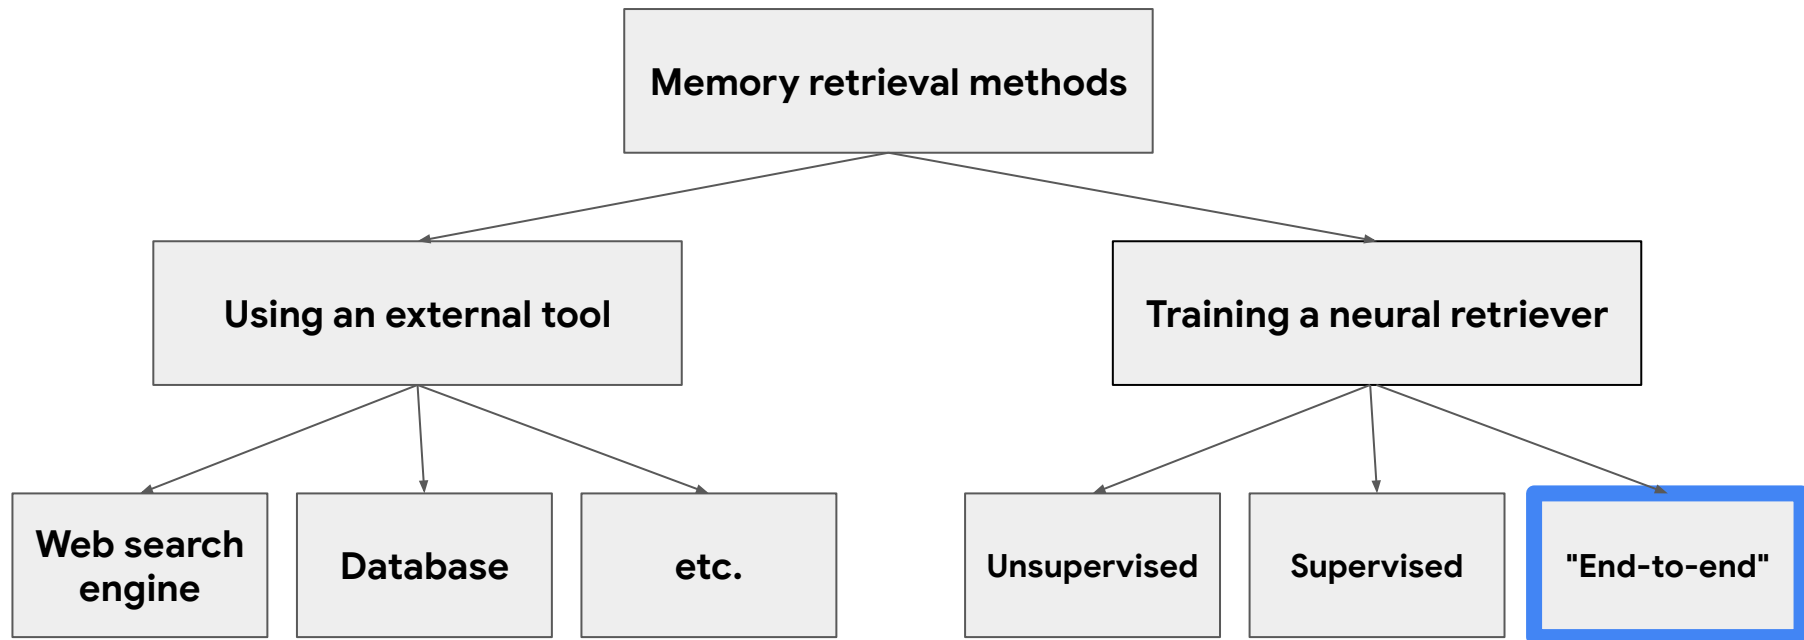 Memory retrieval methods
Using an external tool
Training a neural retriever
Web search
engine
Database
etc.
Unsupervised
Supervised
"End-to-end"